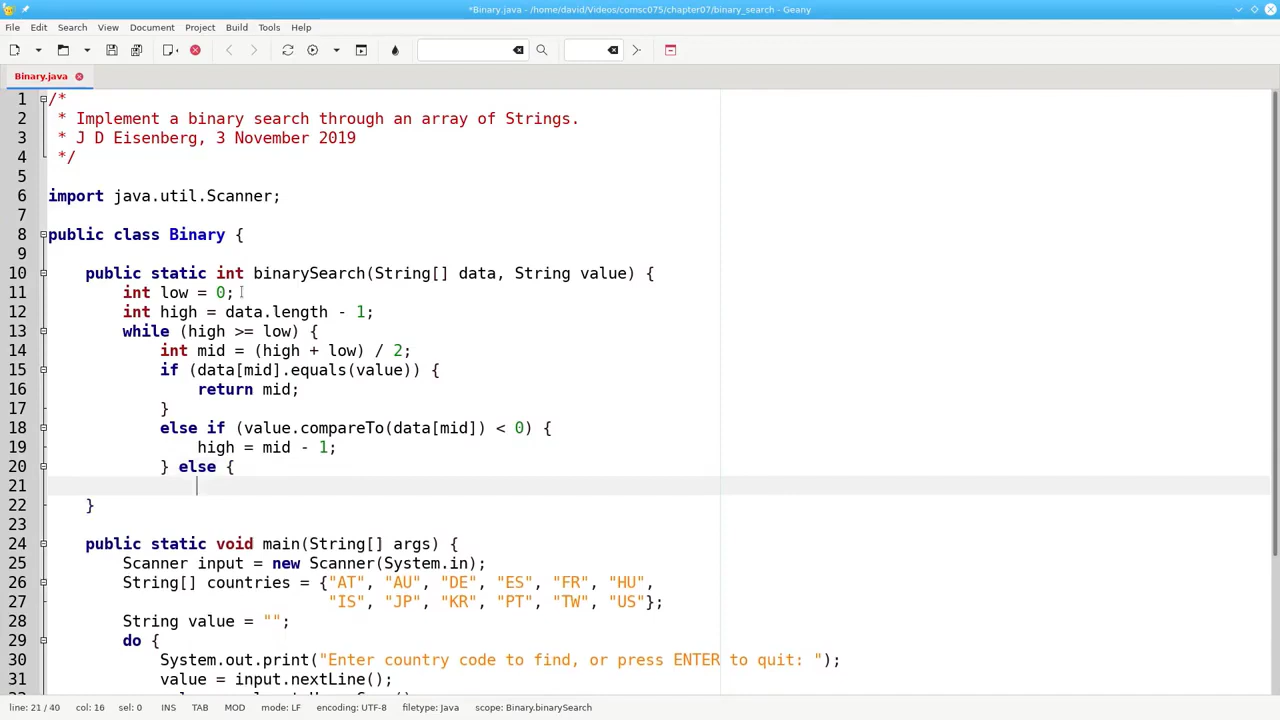 *Binary.java - /home/david/Videos/comsc075/chapter07/binary_search - Geany
File Edit Search View Document Project Build Tools Help
Binary.java
1 /*
2  * Implement a binary search through an array of Strings.
3  * J D Eisenberg, 3 November 2019
4  */
5
6 import java.util.Scanner;
7
8 public class Binary {
9
10     public static int binarySearch(String[] data, String value) {
11         int low = 0;
12         int high = data.length - 1;
13         while (high >= low) {
14             int mid = (high + low) / 2;
15             if (data[mid].equals(value)) {
16                 return mid;
17             }
18             else if (value.compareTo(data[mid]) < 0) {
19                 high = mid - 1;
20             } else {
21
22     }
23
24     public static void main(String[] args) {
25         Scanner input = new Scanner(System.in);
26         String[] countries = {"AT", "AU", "DE", "ES", "FR", "HU",
27                               "IS", "JP", "KR", "PT", "TW", "US"};
28         String value = "";
29         do {
30             System.out.print("Enter country code to find, or press ENTER to quit: ");
31             value = input.nextLine();
line: 21 / 40 col: 16 sel: 0 INS TAB MOD mode: LF encoding: UTF-8 filetype: Java scope: Binary.binarySearch